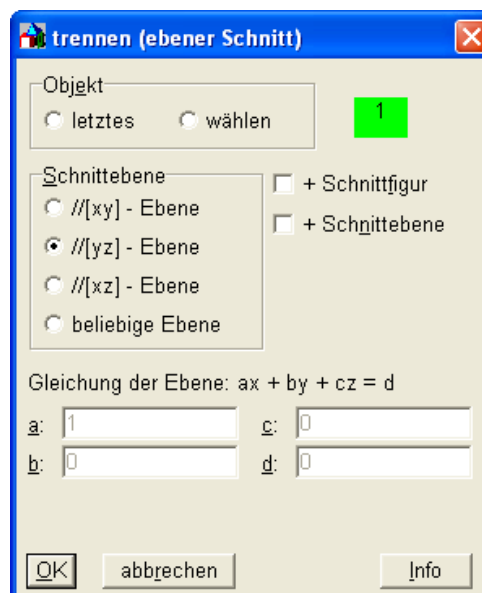 trennen (ebener Schnitt)
Objekt
letztes wählen 1
Schnittebene
//[xy] - Ebene
+ Schnittfigur
//[yz] - Ebene
+ Schnittebene
//[xz] - Ebene
beliebige Ebene
Gleichung der Ebene: ax + by + cz = d
a: 1 c: 0
b: 0 d: 0
OK abbrechen Info